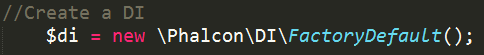 //Create a DI
$di = new \Phalcon\DI\FactoryDefault();